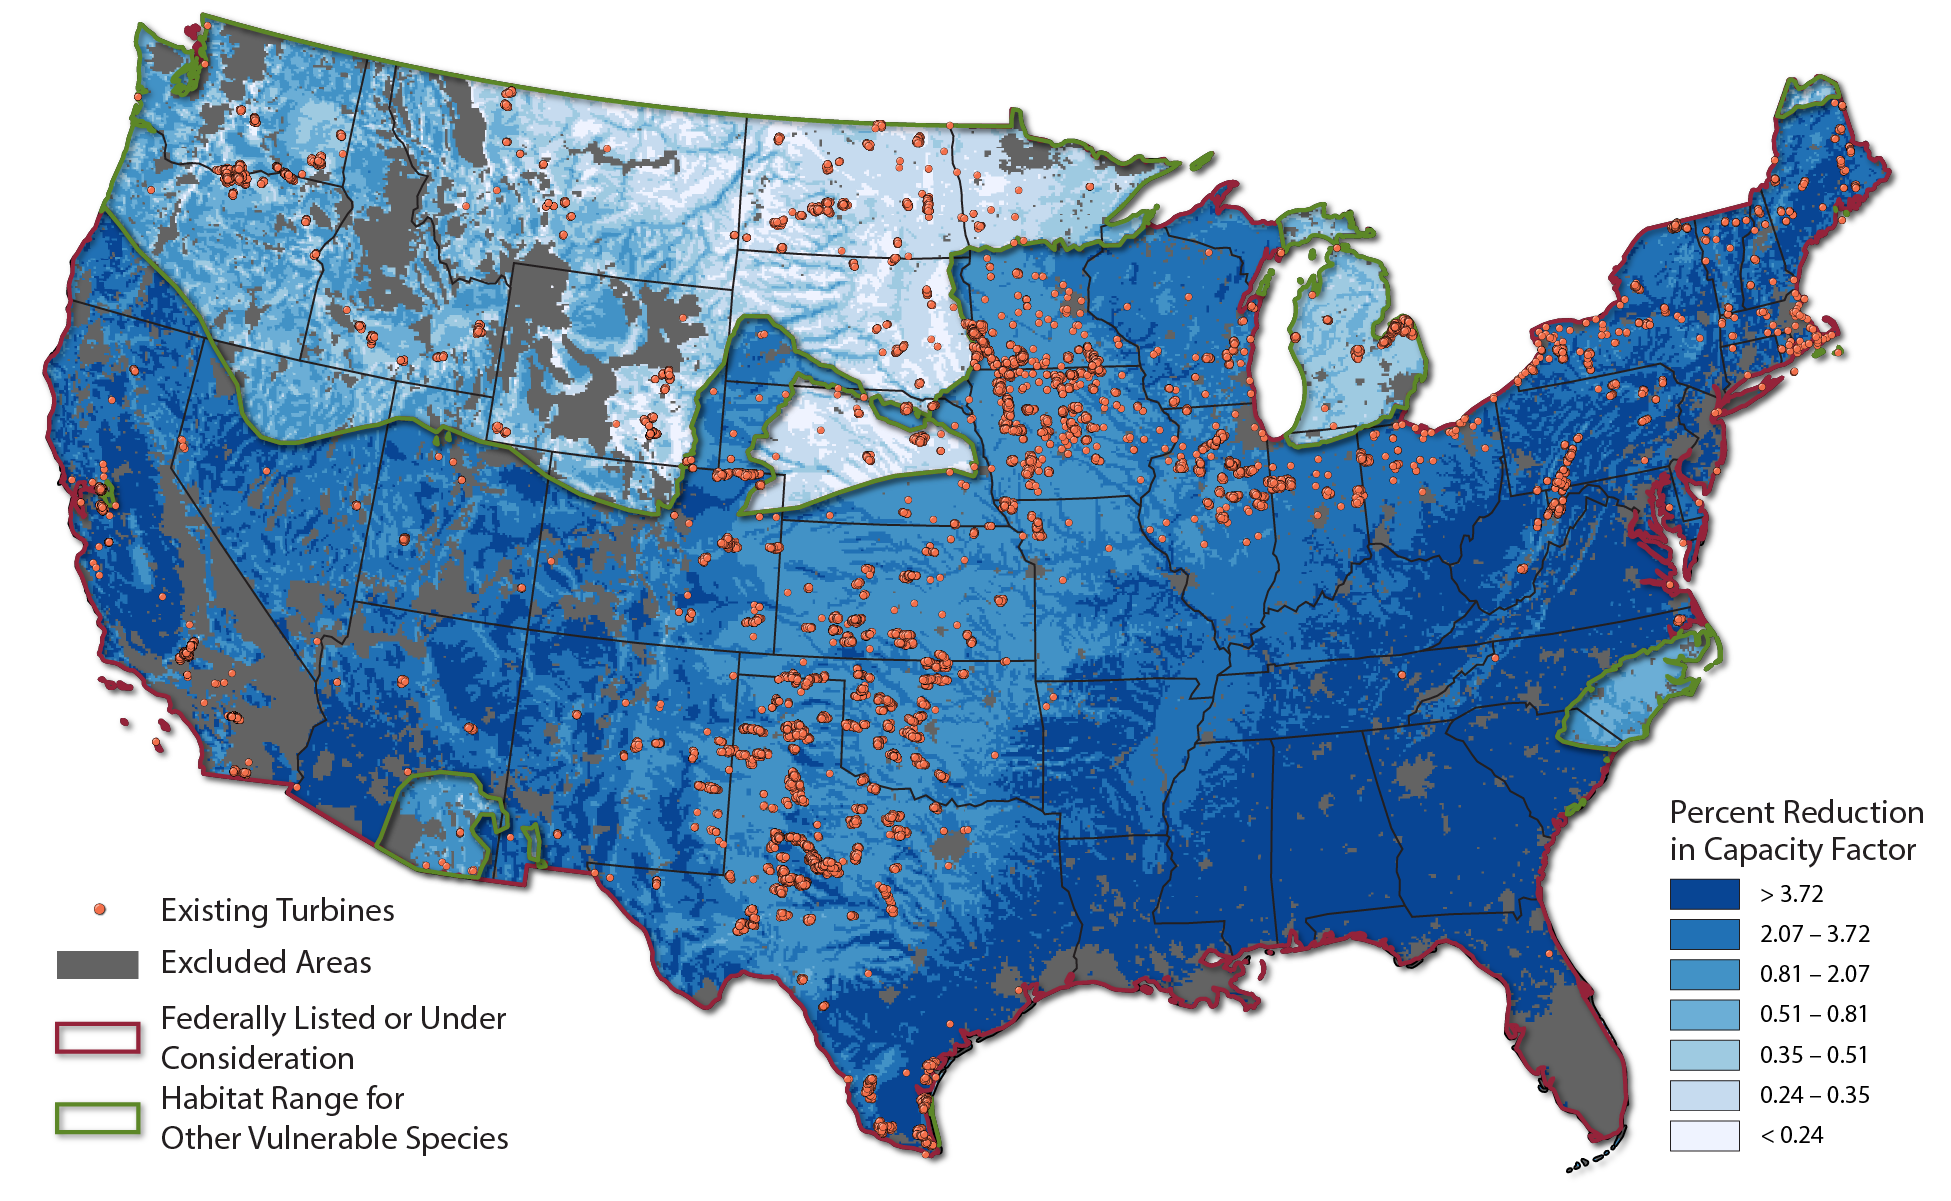 Percent Reduction
in Capacity Factor
> 3.72
2.07 – 3.72
0.81 – 2.07
0.51 – 0.81
0.35 – 0.51
0.24 – 0.35
< 0.24
Existing Turbines
Excluded Areas
Federally Listed or Under
Consideration
Habitat Range for
Other Vulnerable Species